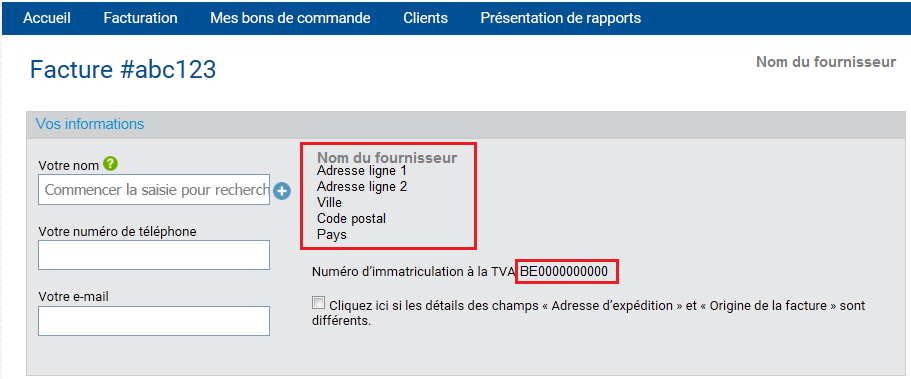 Accueil Facturation Mes bons de commande Clients Présentation de rapports
Facture #abc123
Nom du fournisseur
Vos informations
Votre nom ?
Commencer la saisie pour recherch
Votre numéro de téléphone
Votre e-mail
Nom du fournisseur
Adresse ligne 1
Adresse ligne 2
Ville
Code postal
Pays
Numéro d'immatriculation à la TVA BE0000000000
Cliquez ici si les détails des champs « Adresse d'expédition » et « Origine de la facture » sont
différents.